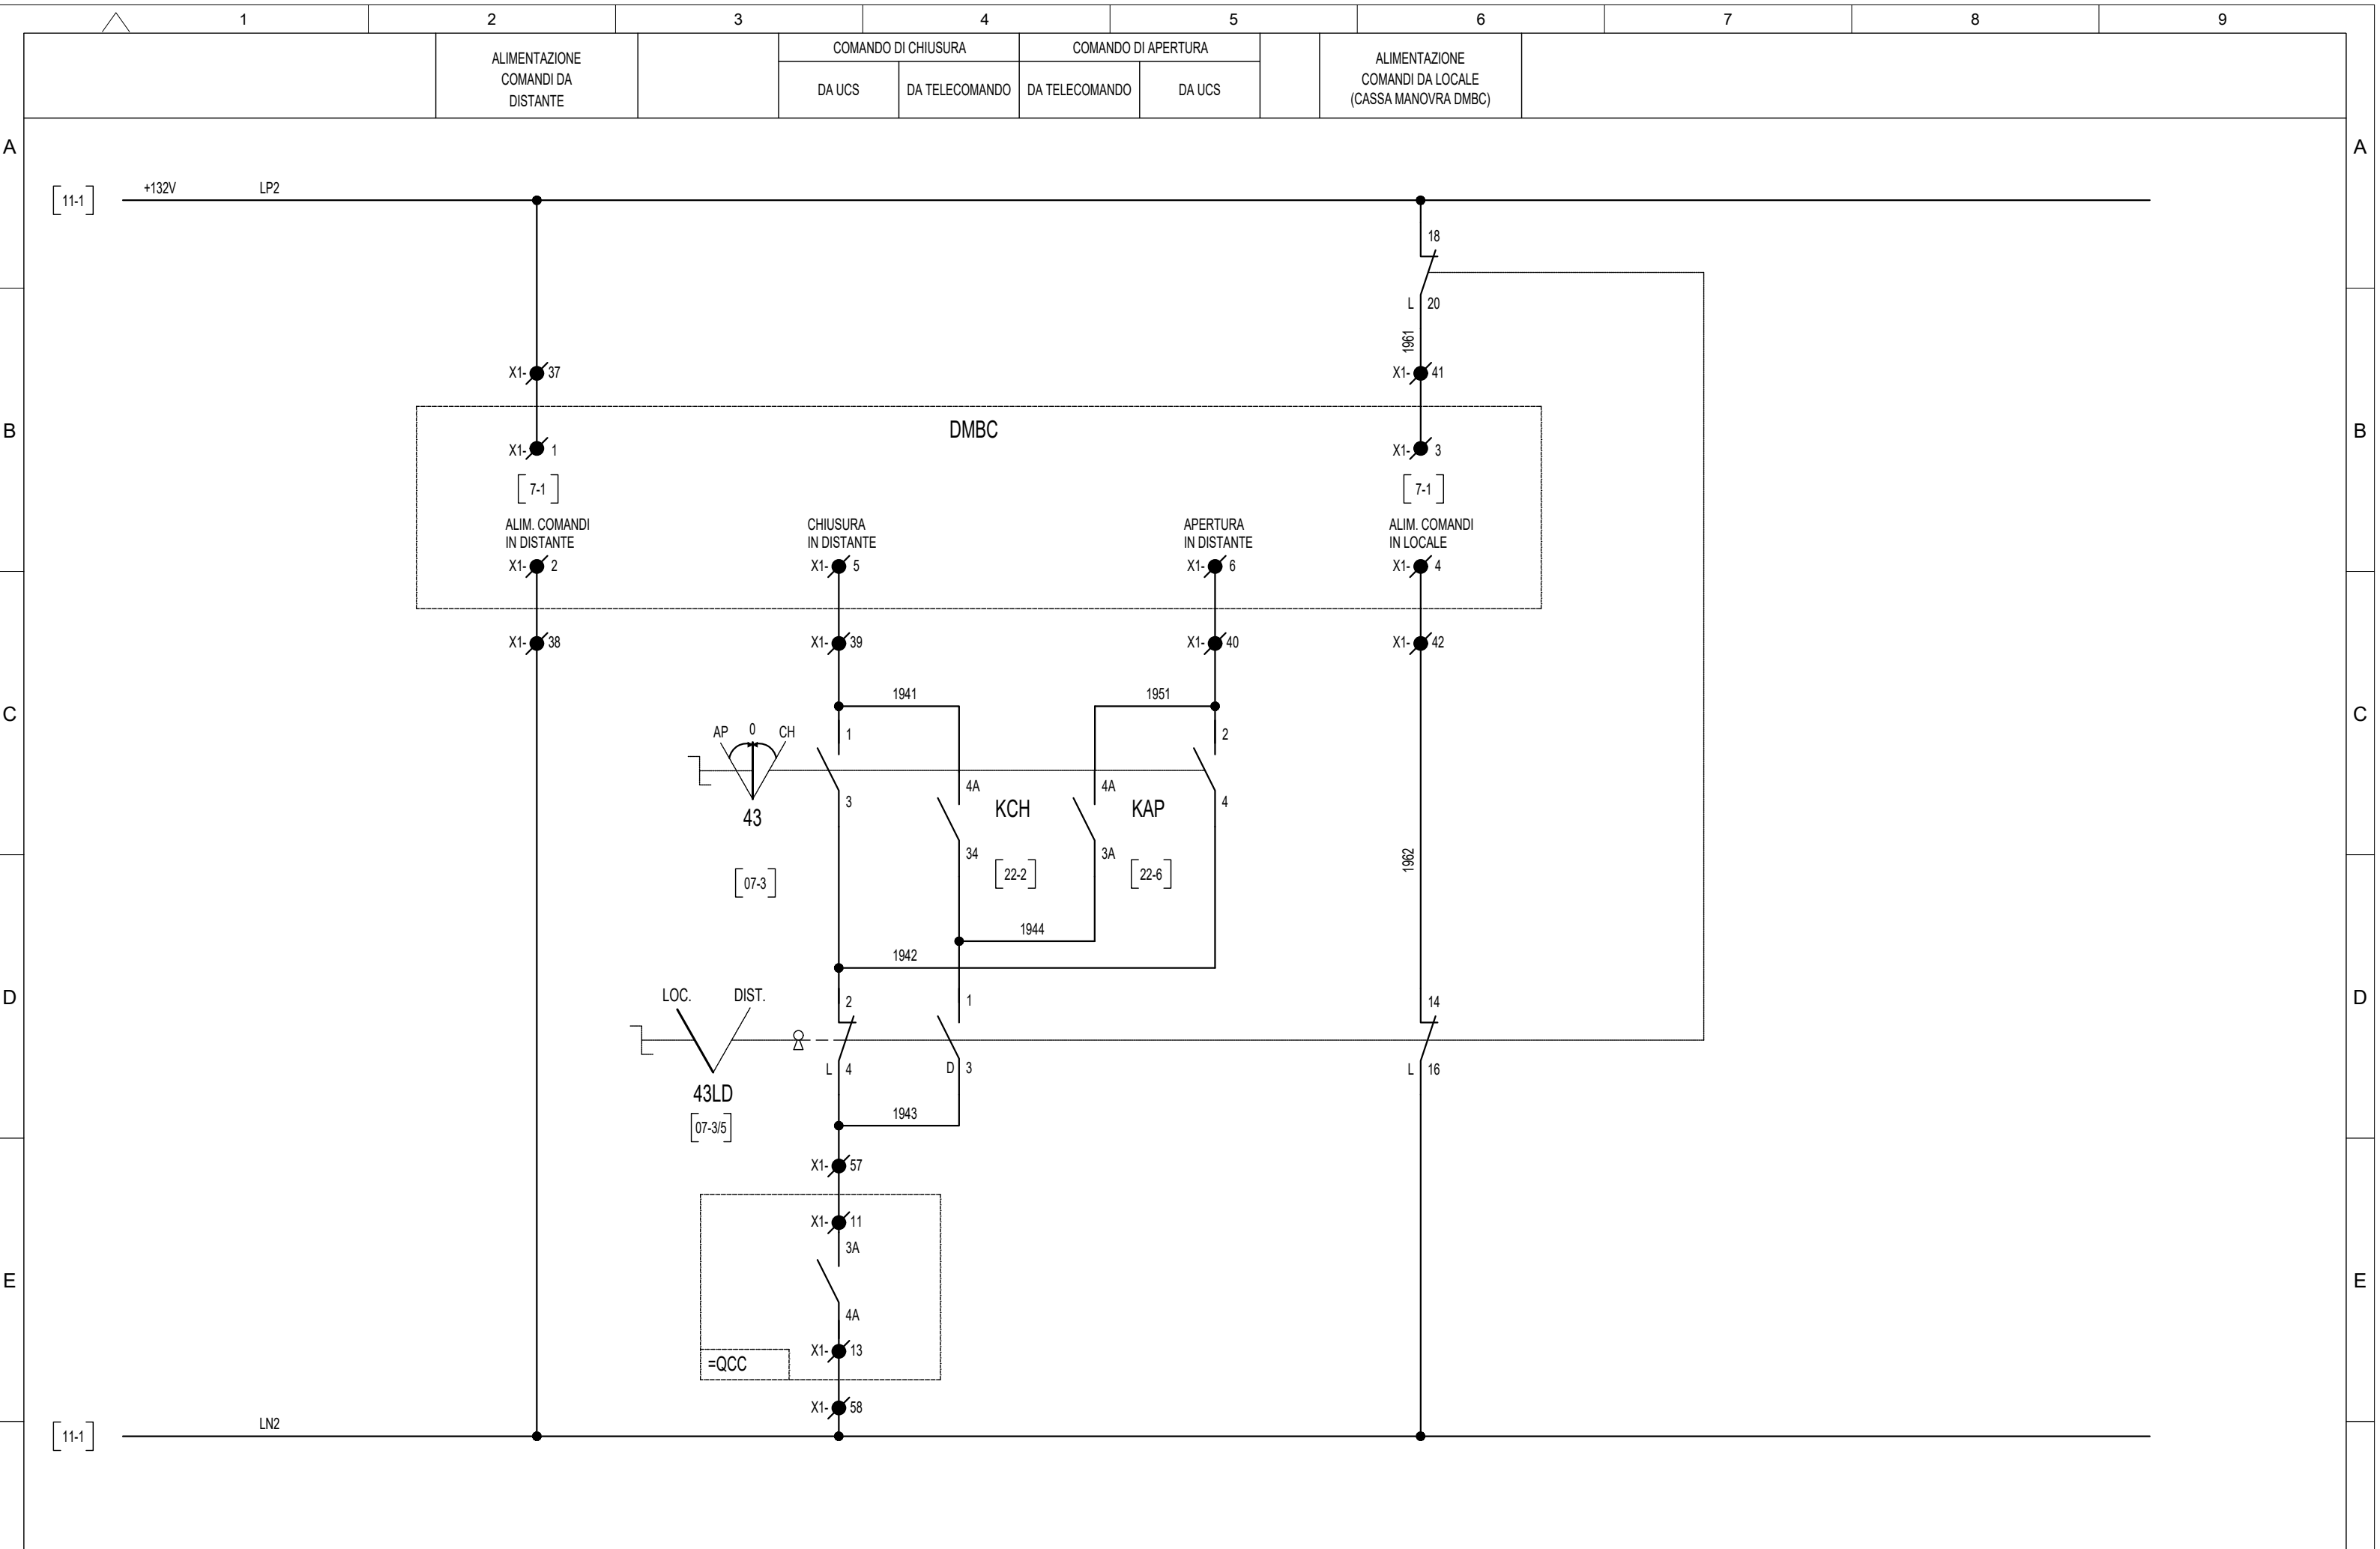 1 2 3 4 5 6 7 8 9
ALIMENTAZIONE
COMANDI DA
DISTANTE
COMANDO DI CHIUSURA
DA UCS
DA TELECOMANDO
COMANDO DI APERTURA
DA TELECOMANDO
DA UCS
ALIMENTAZIONE
COMANDI DA LOCALE
(CASSA MANOVRA DMBC)
A A
11-1 +132V LP2
18
L 20
1961
X1- 37 X1- 41
B B
DMBC
X1- 1 X1- 3
7-1 7-1
ALIM. COMANDI
IN DISTANTE
CHIUSURA
IN DISTANTE
APERTURA
IN DISTANTE
ALIM. COMANDI
IN LOCALE
X1- 2 X1- 5 X1- 6 X1- 4
X1- 38 X1- 39 X1- 40 X1- 42
1941 1951
C C
AP 0 CH 1 2
4A 4A
43 3 KCH KAP 4
34 3A
07-3 22-2 22-6
1962
1944
1942
D D
LOC. DIST. 2 1 14
L 4 D 3 L 16
43LD
07-3/5
1943
X1- 57
X1- 11
3A
E E
4A
X1- 13
=QCC
X1- 58
11-1 LN2